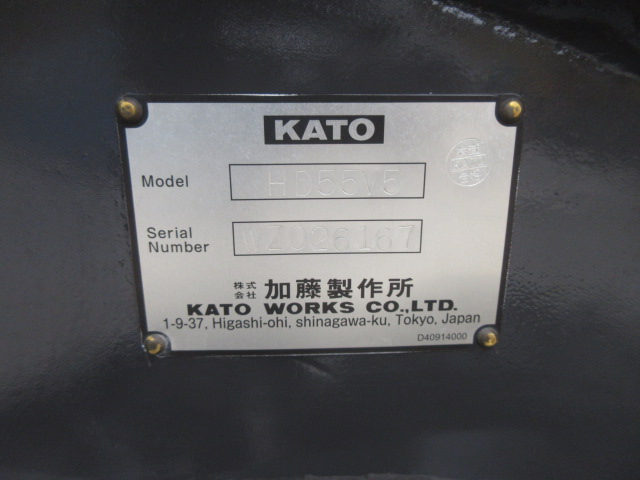 KATO
Model HD55V5
Serial
Number WZ026167
株式
会社 加藤製作所
KATO WORKS CO.,LTD.
1-9-37, Higashi-ohi, shinagawa-ku, Tokyo, Japan
D40914000